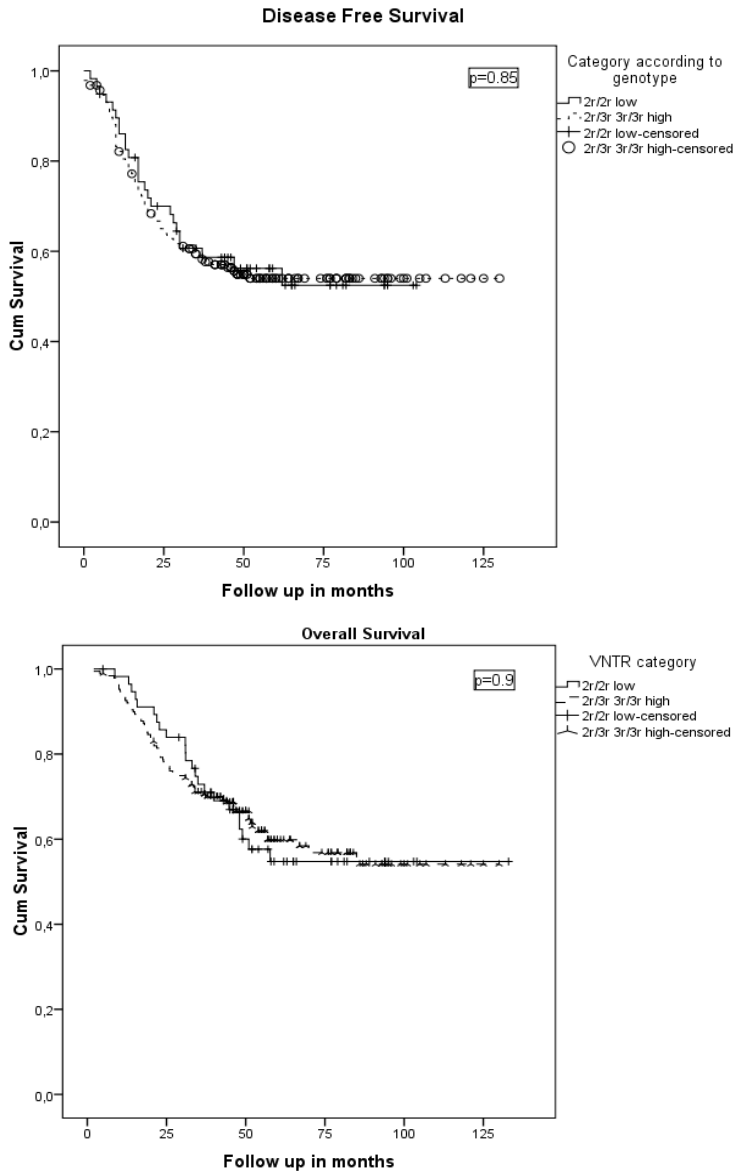 Disease Free Survival
p=0.85
Category according to
genotype
2r/2r low
2r/3r 3r/3r high
2r/2r low-censored
2r/3r 3r/3r high-censored
1,0
0,8
0,6
0,4
0,2
0,0
Cum Survival
0 25 50 75 100 125
Follow up in months
Overall Survival
p=0.9
VNTR category
2r/2r low
2r/3r 3r/3r high
2r/2r low-censored
2r/3r 3r/3r high-censored
1,0
0,8
0,6
0,4
0,2
0,0
Cum Survival
0 25 50 75 100 125
Follow up in months